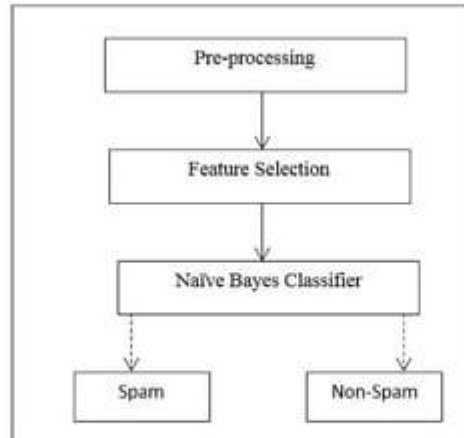 Pre-processing
Feature Selection
Naïve Bayes Classifier
Spam
Non-Spam